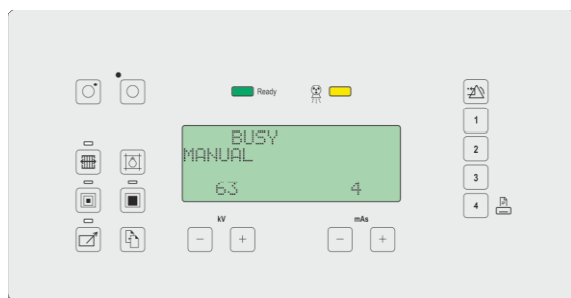 Ready
BUSY
MANUAL
63 4
kV mAs
- + - +
1
2
3
4